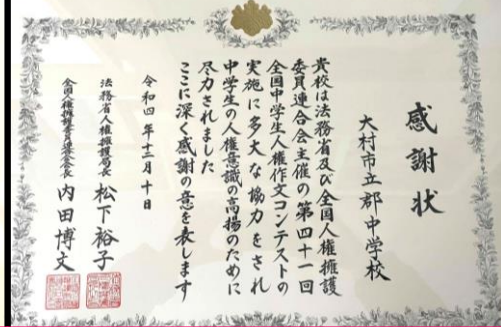 感謝状
大村市立郡中学校
貴校は法務省及び全国人権擁護
委員連合会主催の第四十一回
全国中学生人権作文コンテストの
実施に多大な協力をされ
中学生の人権意識の高揚のために
尽力されました
ここに深く感謝の意を表します
令和四年十二月十日
法務省人権擁護局長 松下裕子
全国人権擁護委員連合会会長 内田博文